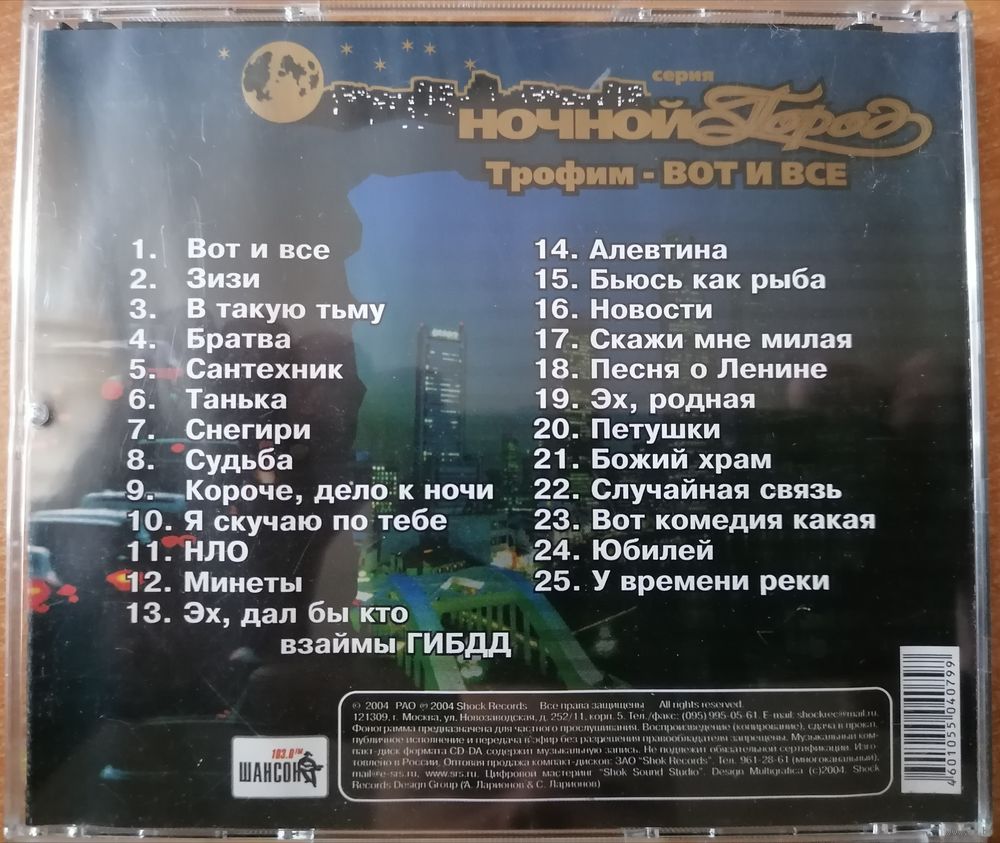 серия
НОЧНОЙ Город
Трофим - ВОТ И ВСЕ
1. Вот и все
2. Зизи
3. В такую тьму
4. Братва
5. Сантехник
6. Танька
7. Снегири
8. Судьба
9. Короче, дело к ночи
10. Я скучаю по тебе
11. НЛО
12. Минеты
13. Эх, дал бы кто
взаймы ГИБДД
14. Алевтина
15. Бьюсь как рыба
16. Новости
17. Скажи мне милая
18. Песня о Ленине
19. Эх, родная
20. Петушки
21. Божий храм
22. Случайная связь
23. Вот комедия какая
24. Юбилей
25. У времени реки
103.0 FM
ШАНСОН
© 2004 РАО ℗ 2004 Shock Records Все права защищены All rights reserved.
121309, г. Москва, ул. Новозаводская, д. 252/11, корп. 5. Тел./факс: (095) 995-05-61. E-mail: shockrec@mail.ru.
Фонограмма предназначена для частного прослушивания. Воспроизведение (копирование), сдача в прокат,
публичное исполнение и передача в эфир без разрешения правообладателя запрещены. Музыкальный ком-
пакт-диск формата CD-DA содержит музыкальную запись. Не подлежит обязательной сертификации. Изго-
товлено в России. Оптовая продажа компакт-дисков: ЗАО "Shok Records". Тел. 961-28-61 (многоканальный),
mail@e-srs.ru, www.srs.ru. Цифровой мастеринг "Shok Sound Studio". Design Multigrafica (c)2004. Shock
Records Design Group (А. Ларионов & С. Ларионов)
4601055040799